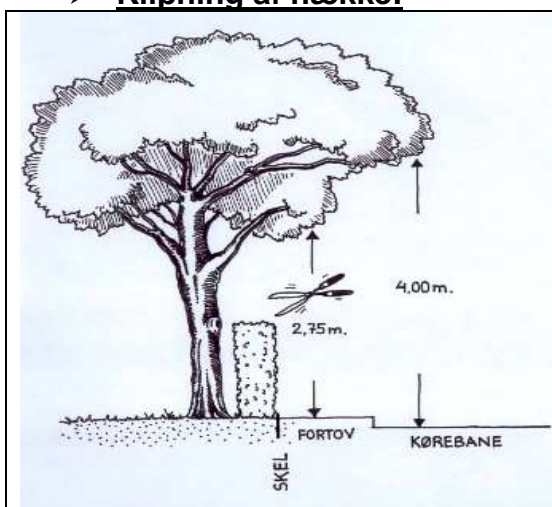 Klipning af hække:
4,00 m.
2,75 m.
FORTOV
KØREBANE
SKEL